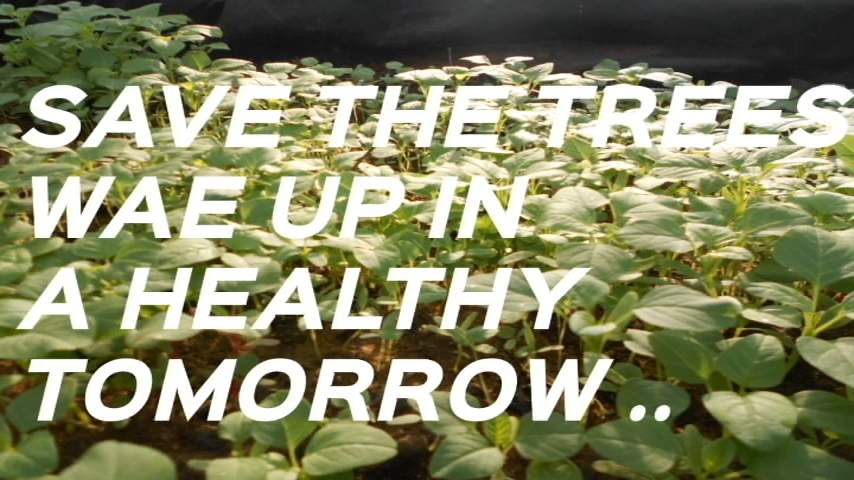 SAVE THE TREES
WAE UP IN
A HEALTHY
TOMORROW ..